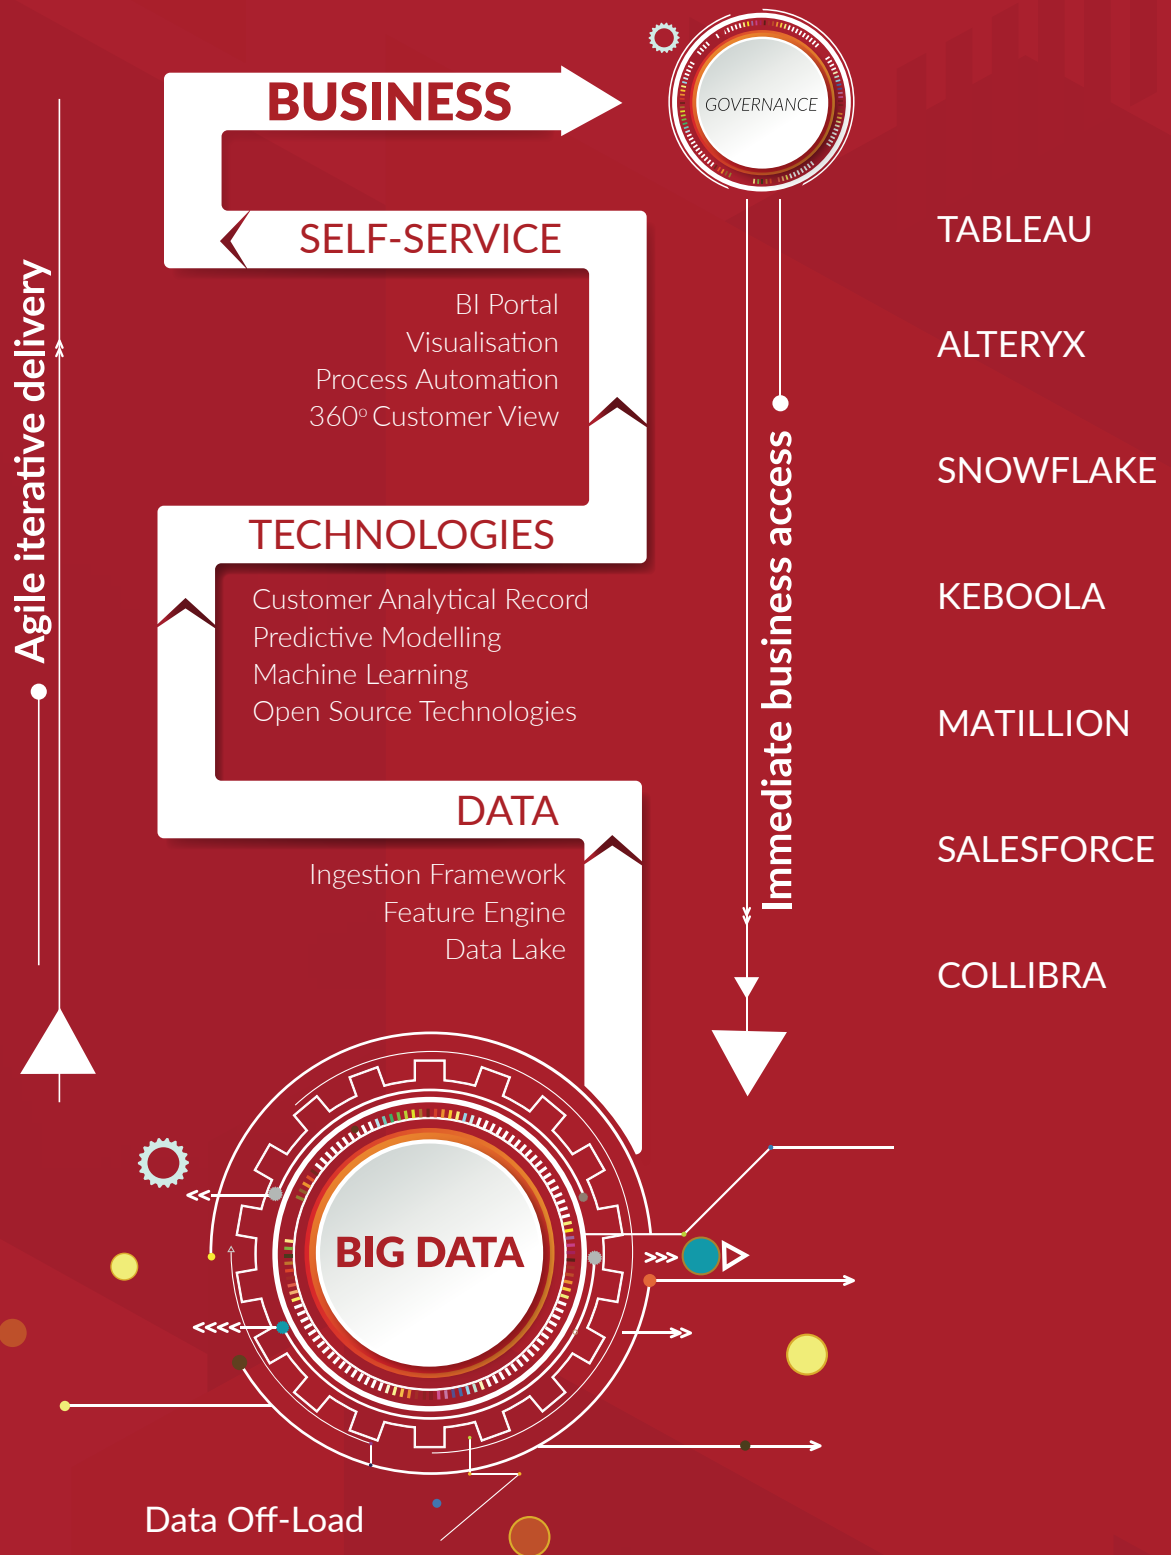 BUSINESS
GOVERNANCE
SELF-SERVICE
BI Portal
Visualisation
Process Automation
360º Customer View
TECHNOLOGIES
Customer Analytical Record
Predictive Modelling
Machine Learning
Open Source Technologies
DATA
Ingestion Framework
Feature Engine
Data Lake
BIG DATA
Data Off-Load
Agile iterative delivery
Immediate business access
TABLEAU
ALTERYX
SNOWFLAKE
KEBOOLA
MATILLION
SALESFORCE
COLLIBRA